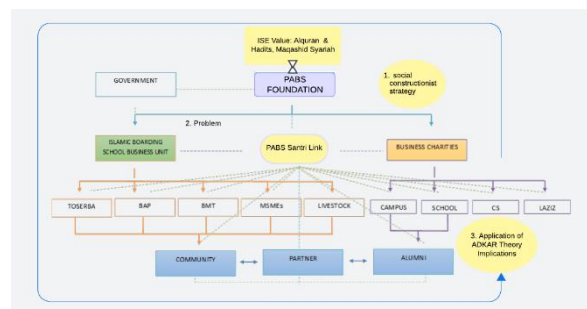 ISE Value: Alquran &
Hadits, Maqashid Syariah
GOVERNMENT
PABS
FOUNDATION
1. social
constructionist
strategy
2. Problem
ISLAMIC BOARDING
SCHOOL BUSINESS UNIT
PABS Santri Link
BUSINESS CHARITIES
TOSERBA
BAP
BMT
MSMEs
LIVESTOCK
CAMPUS
SCHOOL
CS
LAZIZ
3. Application of
ADKAR Theory
Implications
COMMUNITY
PARTNER
ALUMNI